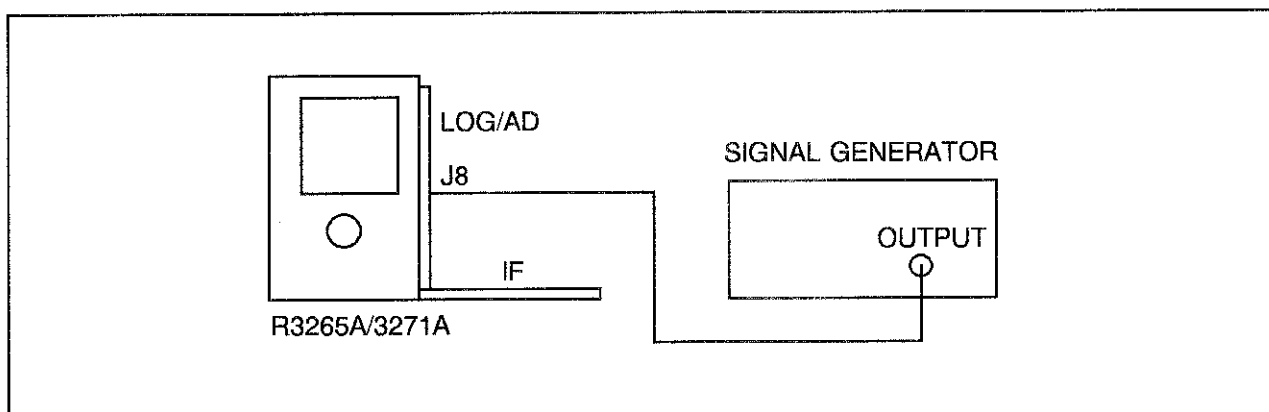 LOG/AD
J8
SIGNAL GENERATOR
OUTPUT
IF
R3265A/3271A